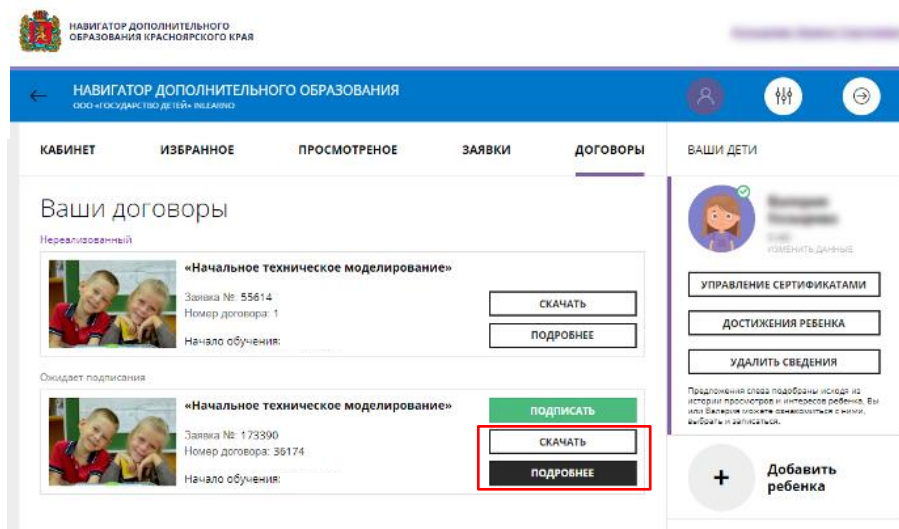 НАВИГАТОР ДОПОЛНИТЕЛЬНОГО
ОБРАЗОВАНИЯ КРАСНОЯРСКОГО КРАЯ
НАВИГАТОР ДОПОЛНИТЕЛЬНОГО ОБРАЗОВАНИЯ
ООО «ГОСУДАРСТВО ДЕТЕЙ» INLEARNO
КАБИНЕТ ИЗБРАННОЕ ПРОСМОТРЕНОЕ ЗАЯВКИ ДОГОВОРЫ
Ваши договоры
Нереализованный
«Начальное техническое моделирование»
Заявка №: 55614
Номер договора: 1
Начало обучения:
СКАЧАТЬ
ПОДРОБНЕЕ
Ожидает подписания
«Начальное техническое моделирование»
Заявка №: 173390
Номер договора: 36174
Начало обучения:
ПОДПИСАТЬ
СКАЧАТЬ
ПОДРОБНЕЕ
ВАШИ ДЕТИ
ИЗМЕНИТЬ ДАННЫЕ
УПРАВЛЕНИЕ СЕРТИФИКАТАМИ
ДОСТИЖЕНИЯ РЕБЕНКА
УДАЛИТЬ СВЕДЕНИЯ
Предложения слева подобраны исходя из
истории просмотров и интересов ребенка. Вы
или Валерия можете ознакомиться с ними,
выбрать и записаться.
+
Добавить
ребенка